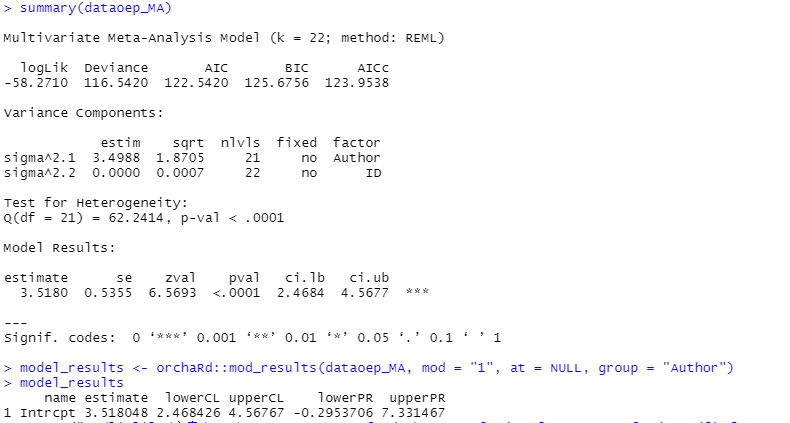 > summary(dataoep_MA)
Multivariate Meta-Analysis Model (k = 22; method: REML)
logLik Deviance AIC BIC AICc
-58.2710 116.5420 122.5420 125.6756 123.9538
Variance Components:
estim sqrt nlvls fixed factor
sigma^2.1 3.4988 1.8705 21 no Author
sigma^2.2 0.0000 0.0007 22 no ID
Test for Heterogeneity:
Q(df = 21) = 62.2414, p-val < .0001
Model Results:
estimate se zval pval ci.lb ci.ub
3.5180 0.5355 6.5693 <.0001 2.4684 4.5677 ***
---
Signif. codes: 0 ‘***’ 0.001 ‘**’ 0.01 ‘*’ 0.05 ‘.’ 0.1 ‘ ’ 1
> model_results <- orchaRd::mod_results(dataoep_MA, mod = "1", at = NULL, group = "Author")
> model_results
name estimate lowerCL upperCL lowerPR upperPR
1 Intrcpt 3.518048 2.468426 4.56767 -0.2953706 7.331467